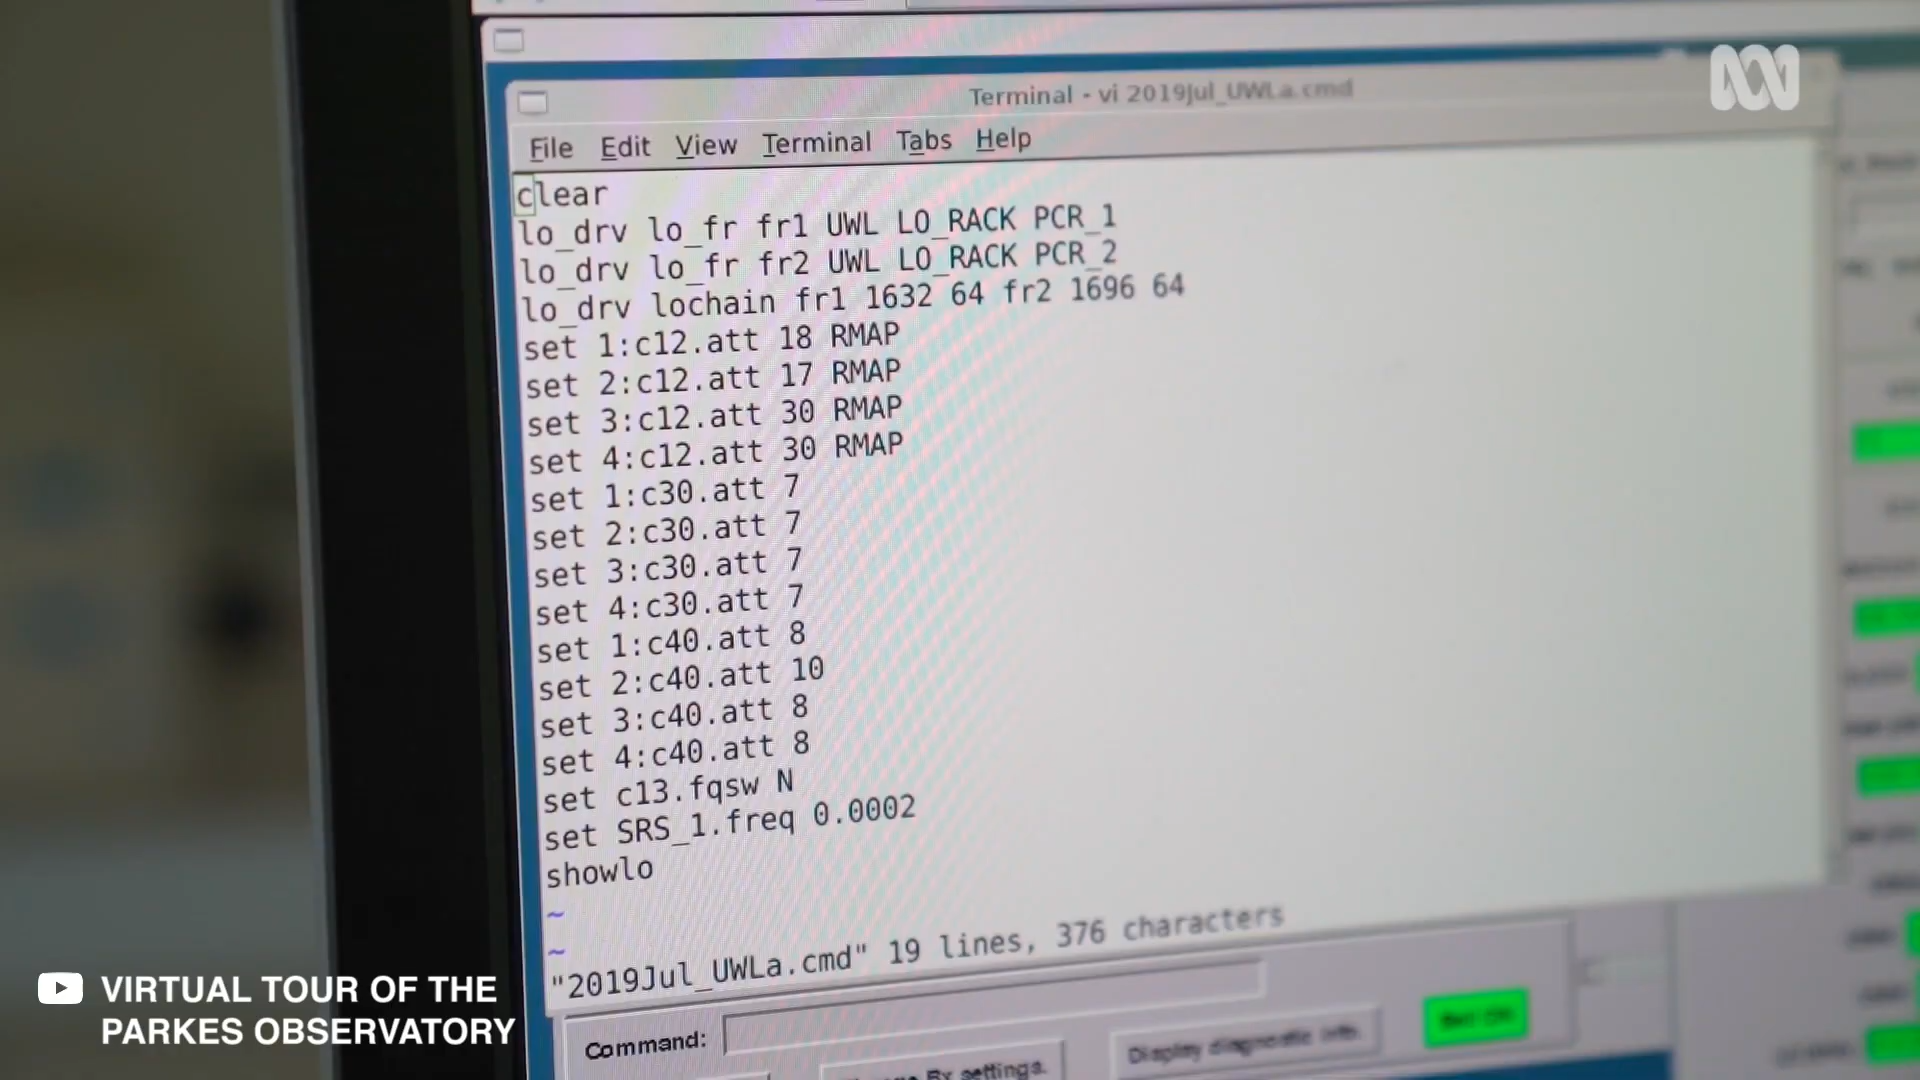 Terminal - vi 2019Jul_UWLa.cmd
File Edit View Terminal Tabs Help
clear
lo_drv lo_fr fr1 UWL LO_RACK PCR_1
lo_drv lo_fr fr2 UWL LO_RACK PCR_2
lo_drv lochain fr1 1632 64 fr2 1696 64
set 1:c12.att 18 RMAP
set 2:c12.att 17 RMAP
set 3:c12.att 30 RMAP
set 4:c12.att 30 RMAP
set 1:c30.att 7
set 2:c30.att 7
set 3:c30.att 7
set 4:c30.att 7
set 1:c40.att 8
set 2:c40.att 10
set 3:c40.att 8
set 4:c40.att 8
set c13.fqsw N
set SRS_1.freq 0.0002
showlo
~
~
"2019Jul_UWLa.cmd" 19 lines, 376 characters
Command:
Rx settings.
Display diagnostic info.
VIRTUAL TOUR OF THE
PARKES OBSERVATORY